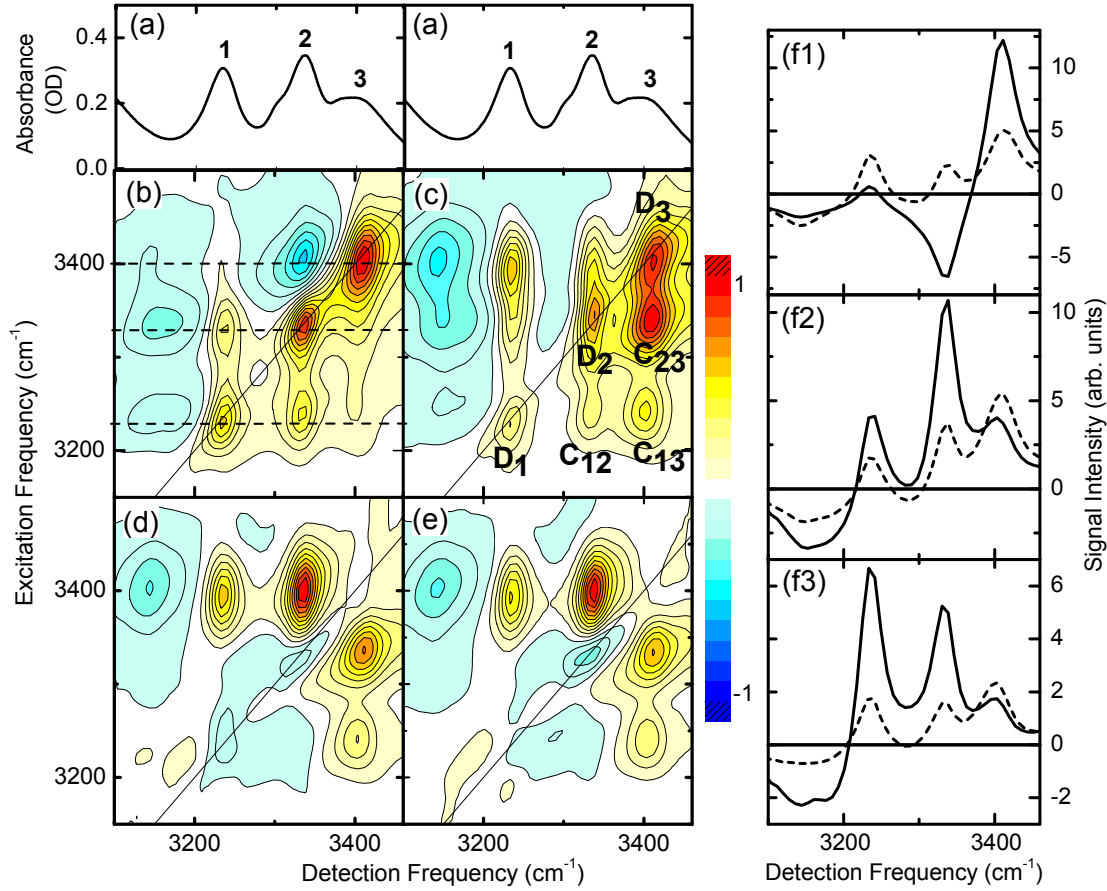 (a)
1
2
3
(a)
1
2
3
0.4
0.2
0.0
Absorbance
(OD)
(b)
(c)
D3
D2
C23
D1
C12
C13
3400
3300
3200
(d)
(e)
3400
3300
3200
Excitation Frequency (cm-1)
3200
3400
3200
3400
Detection Frequency (cm-1)
1
-1
(f1)
10
5
0
-5
(f2)
10
5
0
(f3)
6
4
2
0
-2
Signal Intensity (arb. units)
3200
3400
Detection Frequency (cm-1)